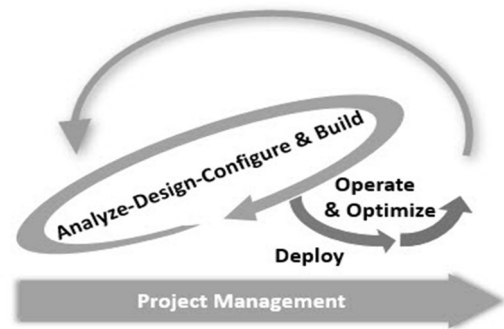 Analyze-Design-Configure & Build
Operate
& Optimize
Deploy
Project Management